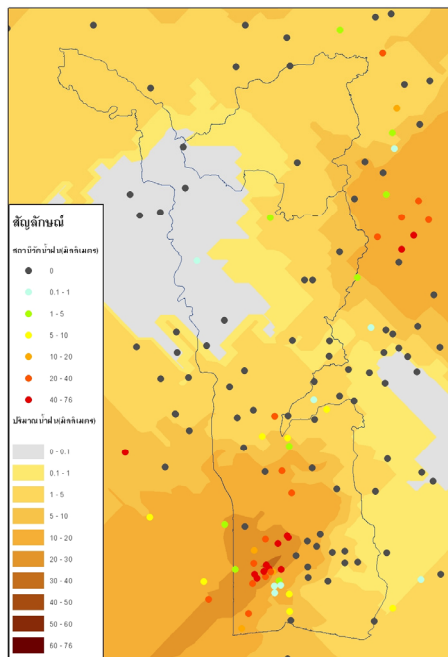 สัญลักษณ์
สถานีวัดน้ำฝน(มิลลิเมตร)
0
0.1 - 1
1 - 5
5 - 10
10 - 20
20 - 40
40 - 76
ปริมาณน้ำฝน(มิลลิเมตร)
0 - 0.1
0.1 - 1
1 - 5
5 - 10
10 - 20
20 - 30
30 - 40
40 - 50
50 - 60
60 - 76